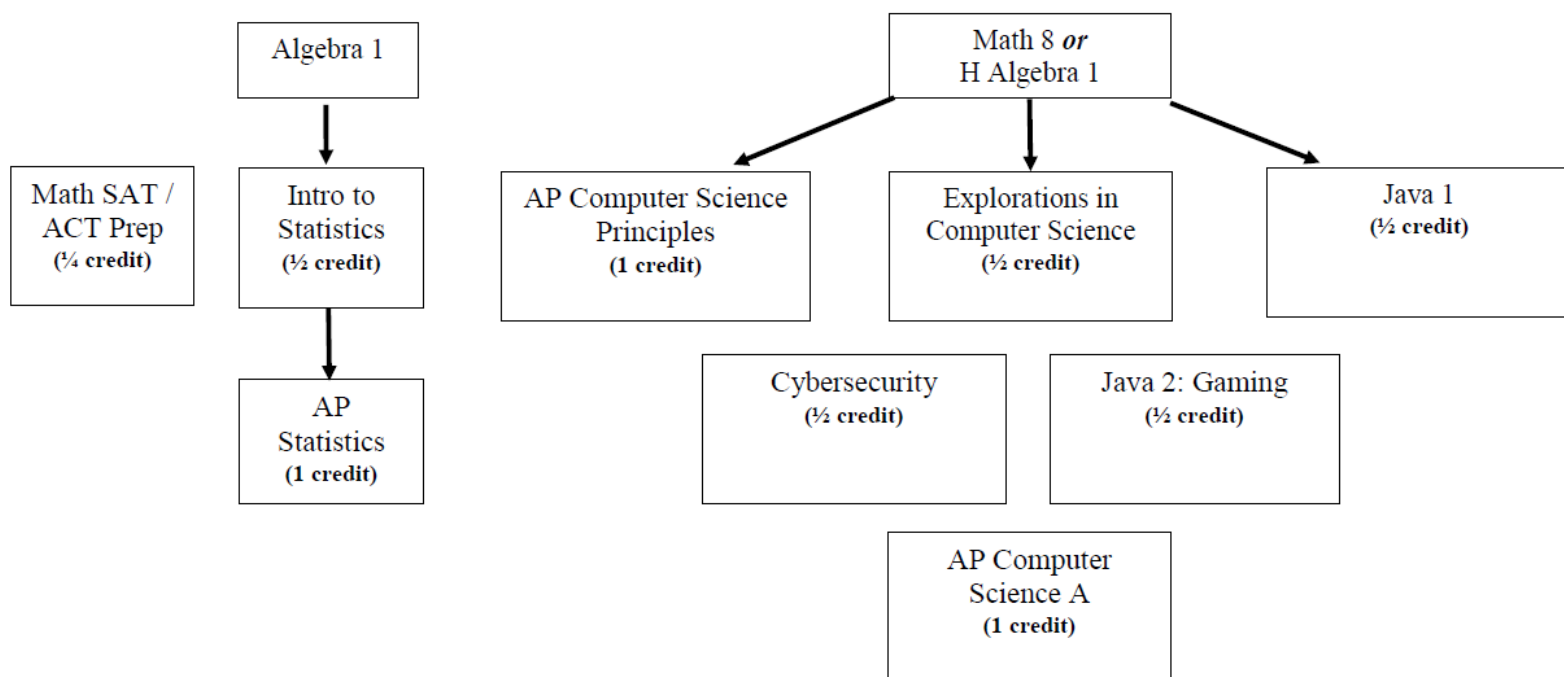 Algebra 1
Math 8 or
H Algebra 1
Math SAT /
ACT Prep
(¼ credit)
Intro to
Statistics
(½ credit)
AP Computer Science
Principles
(1 credit)
Explorations in
Computer Science
(½ credit)
Java 1
(½ credit)
Cybersecurity
(½ credit)
Java 2: Gaming
(½ credit)
AP
Statistics
(1 credit)
AP Computer
Science A
(1 credit)